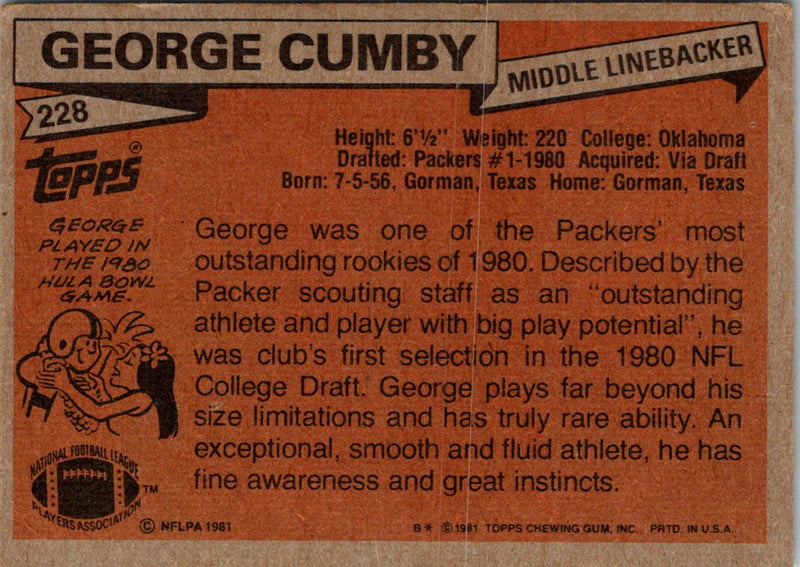 GEORGE CUMBY
MIDDLE LINEBACKER
228
Topps®
Height: 6'½" Weight: 220 College: Oklahoma
Drafted: Packers #1-1980 Acquired: Via Draft
Born: 7-5-56, Gorman, Texas Home: Gorman, Texas
GEORGE
PLAYED IN
THE 1980
HULA BOWL
GAME.
George was one of the Packers' most
outstanding rookies of 1980. Described by the
Packer scouting staff as an "outstanding
athlete and player with big play potential", he
was club's first selection in the 1980 NFL
College Draft. George plays far beyond his
size limitations and has truly rare ability. An
exceptional, smooth and fluid athlete, he has
fine awareness and great instincts.
NATIONAL FOOTBALL LEAGUE
PLAYERS ASSOCIATION
TM
© NFLPA 1981
B* © 1981 TOPPS CHEWING GUM, INC. PRTD. IN U.S.A.